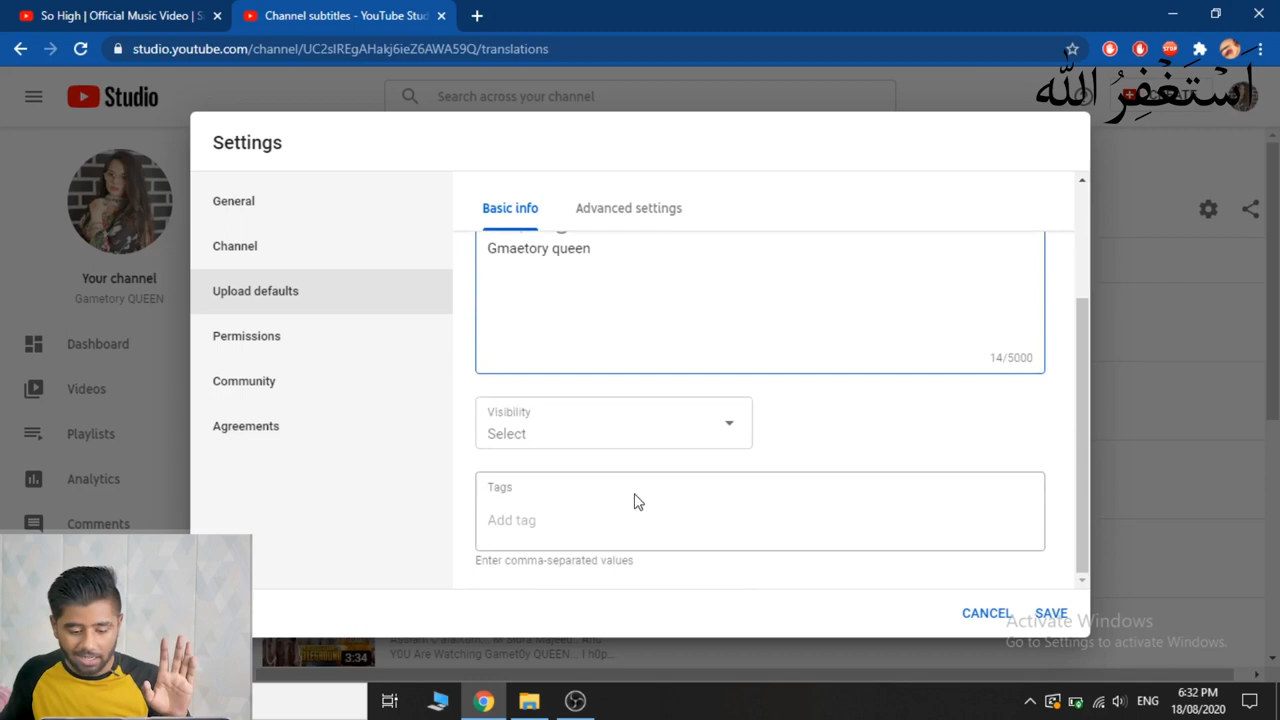 So High | Official Music Video | S
Channel subtitles - YouTube Stud
studio.youtube.com/channel/UC2sIREgAHakj6ieZ6AWA59Q/translations
Studio
Search across your channel
اَسْتَغْفِرُ اللّٰه
Settings
Your channel
Gametory QUEEN
Dashboard
Videos
Playlists
Analytics
Comments
General
Channel
Upload defaults
Permissions
Community
Agreements
Basic info
Advanced settings
Gmaetory queen
14/5000
Visibility
Select
Tags
Add tag
Enter comma-separated values
CANCEL
SAVE
Activate Windows
Go to Settings to activate Windows.
Y0U Are Watching Gamet0y QUEEN... I h0p...
3:34
ENG
6:32 PM
18/08/2020